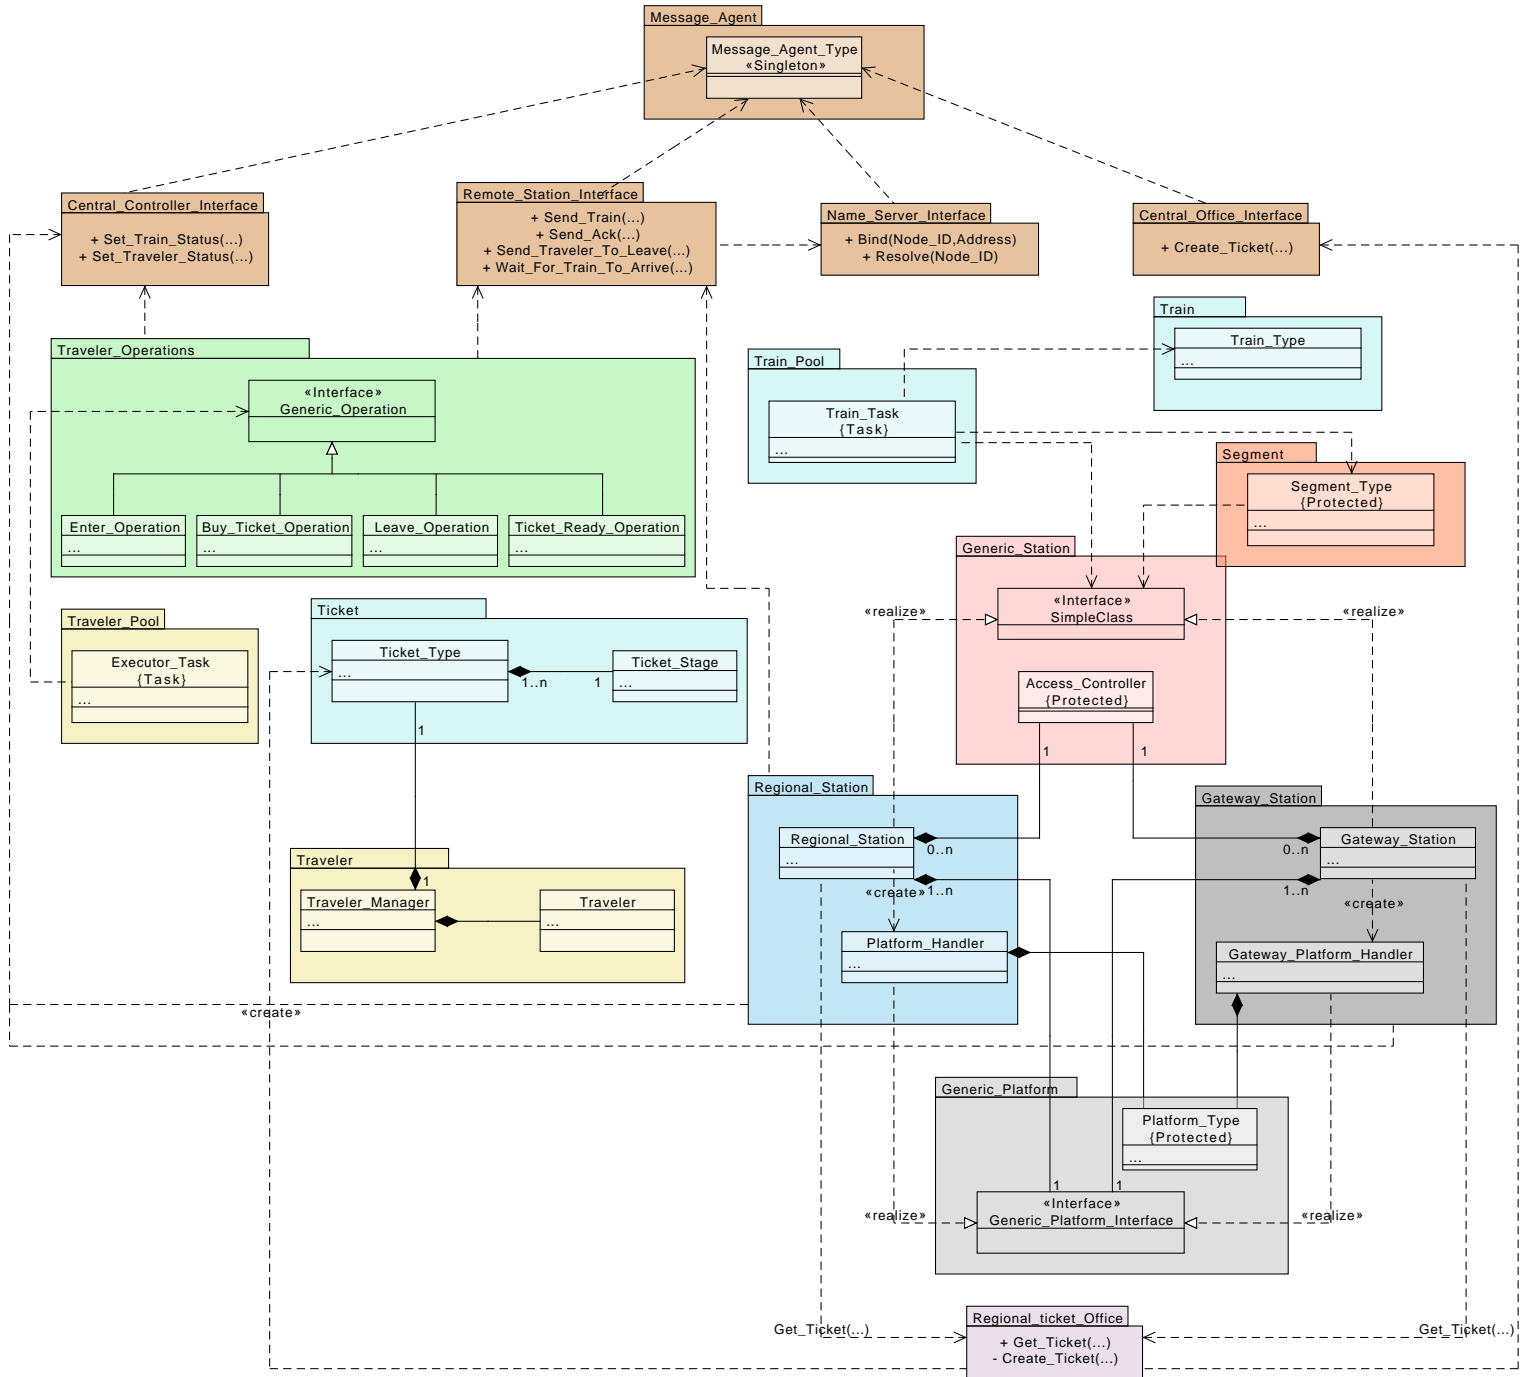 Message_Agent
Message_Agent_Type
«Singleton»
Central_Controller_Interface
+ Set_Train_Status(...)
+ Set_Traveler_Status(...)
Remote_Station_Interface
+ Send_Train(...)
+ Send_Ack(...)
+ Send_Traveler_To_Leave(...)
+ Wait_For_Train_To_Arrive(...)
Name_Server_Interface
+ Bind(Node_ID,Address)
+ Resolve(Node_ID)
Central_Office_Interface
+ Create_Ticket(...)
Traveler_Operations
«Interface»
Generic_Operation
Enter_Operation
...
Buy_Ticket_Operation
...
Leave_Operation
...
Ticket_Ready_Operation
...
Train_Pool
Train_Task
{Task}
...
Train
Train_Type
...
Segment
Segment_Type
{Protected}
...
Generic_Station
«Interface»
SimpleClass
«realize»
«realize»
Access_Controller
{Protected}
1
1
Traveler_Pool
Executor_Task
{Task}
...
Ticket
Ticket_Type
...
1..n
1
Ticket_Stage
...
1
Traveler
1
Traveler_Manager
...
Traveler
...
Regional_Station
Regional_Station
...
0..n
1..n
«create»
Platform_Handler
...
Gateway_Station
Gateway_Station
...
0..n
1..n
«create»
Gateway_Platform_Handler
...
«create»
Generic_Platform
Platform_Type
{Protected}
...
1
1
«Interface»
Generic_Platform_Interface
«realize»
«realize»
Regional_ticket_Office
+ Get_Ticket(...)
- Create_Ticket(...)
Get_Ticket(...)
Get_Ticket(...)